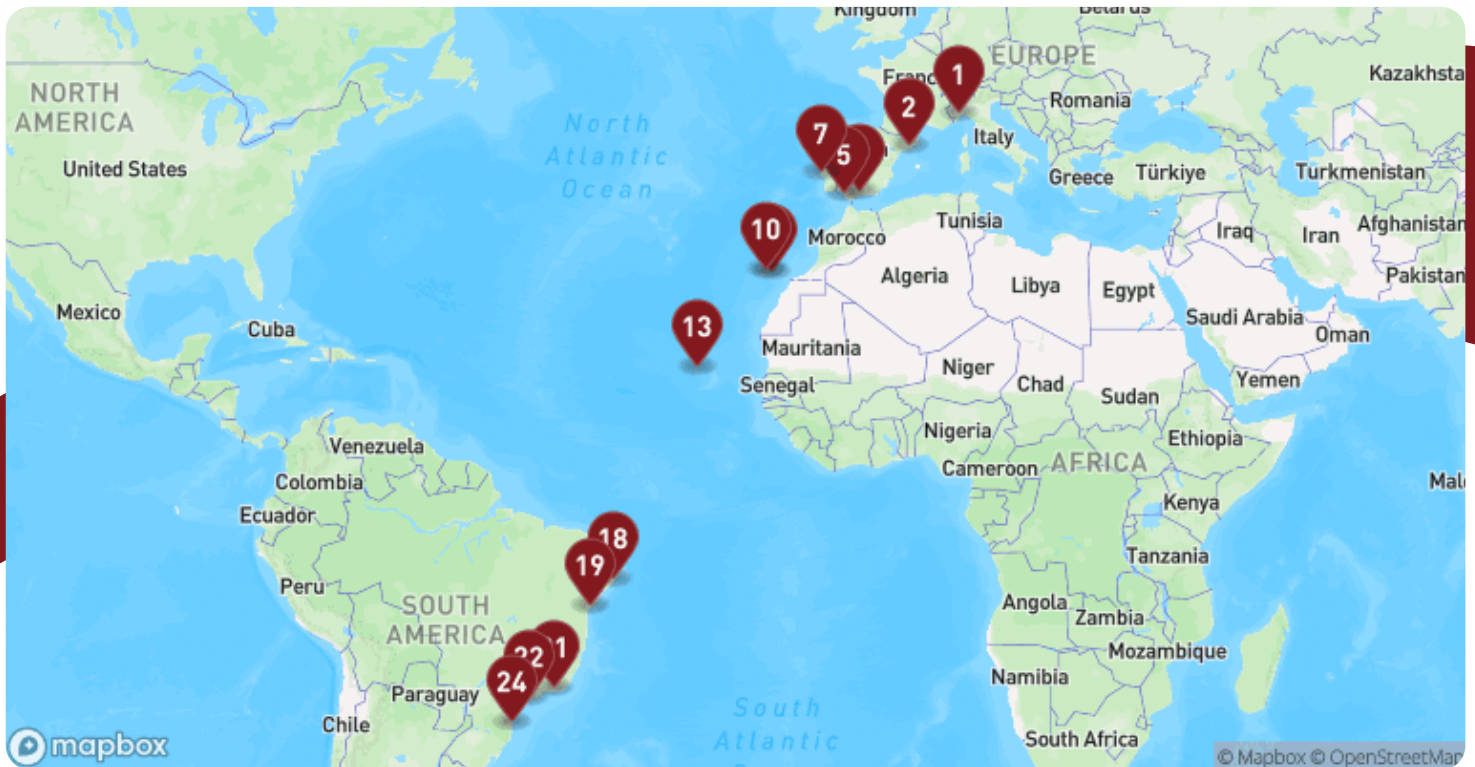 Kingdom
Belarus
EUROPE
1
Kazakhsta
Franc
2
Romania
NORTH
AMERICA
North
Atlantic
Ocean
7
5
Italy
United States
Greece
Türkiye
Turkmenistan
10
Morocco
Tunisia
Afghanistan
Iraq
Iran
Algeria
Libya
Egypt
Pakistan
Mexico
Cuba
13
Saudi Arabia
Oman
Mauritania
Niger
Chad
Yemen
Senegal
Sudan
Venezuela
Nigeria
Ethiopia
Colombia
Cameroon
AFRICA
Mal
Ecuador
Kenya
18
19
Tanzania
Peru
SOUTH
AMERICA
Angola
Zambia
1
22
Mozambique
24
Paraguay
Namibia
South
Atlantic
Chile
South Africa
mapbox
© Mapbox © OpenStreetMap